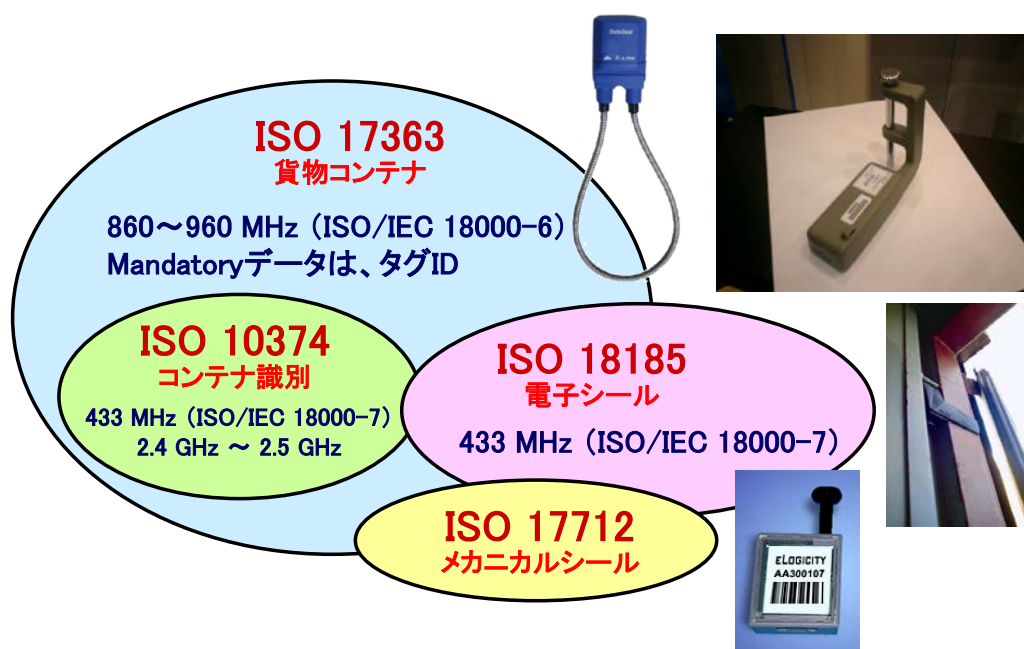 ISO 17363
貨物コンテナ
860～960 MHz（ISO/IEC 18000-6）
Mandatoryデータは、タグID
ISO 10374
コンテナ識別
433 MHz（ISO/IEC 18000-7）
2.4 GHz ～ 2.5 GHz
ISO 18185
電子シール
433 MHz（ISO/IEC 18000-7）
ISO 17712
メカニカルシール
eLOGICITY
AA300107